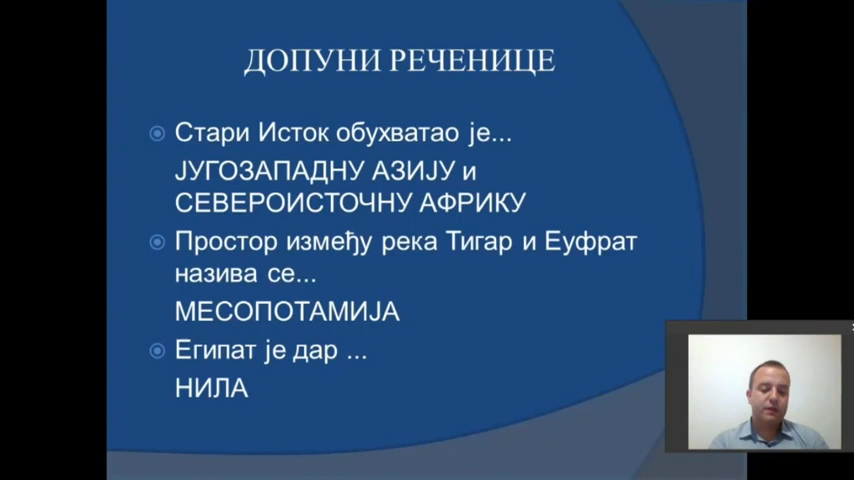 ДОПУНИ РЕЧЕНИЦЕ
Стари Исток обухватао је...
ЈУГОЗАПАДНУ АЗИЈУ и
СЕВЕРОИСТОЧНУ АФРИКУ
Простор између река Тигар и Еуфрат
назива се...
МЕСОПОТАМИЈА
Египат је дар ...
НИЛА